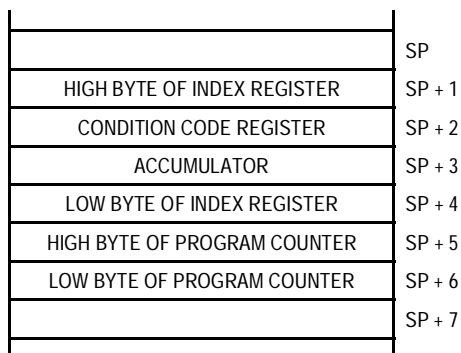 SP
HIGH BYTE OF INDEX REGISTER SP + 1
CONDITION CODE REGISTER SP + 2
ACCUMULATOR SP + 3
LOW BYTE OF INDEX REGISTER SP + 4
HIGH BYTE OF PROGRAM COUNTER SP + 5
LOW BYTE OF PROGRAM COUNTER SP + 6
SP + 7